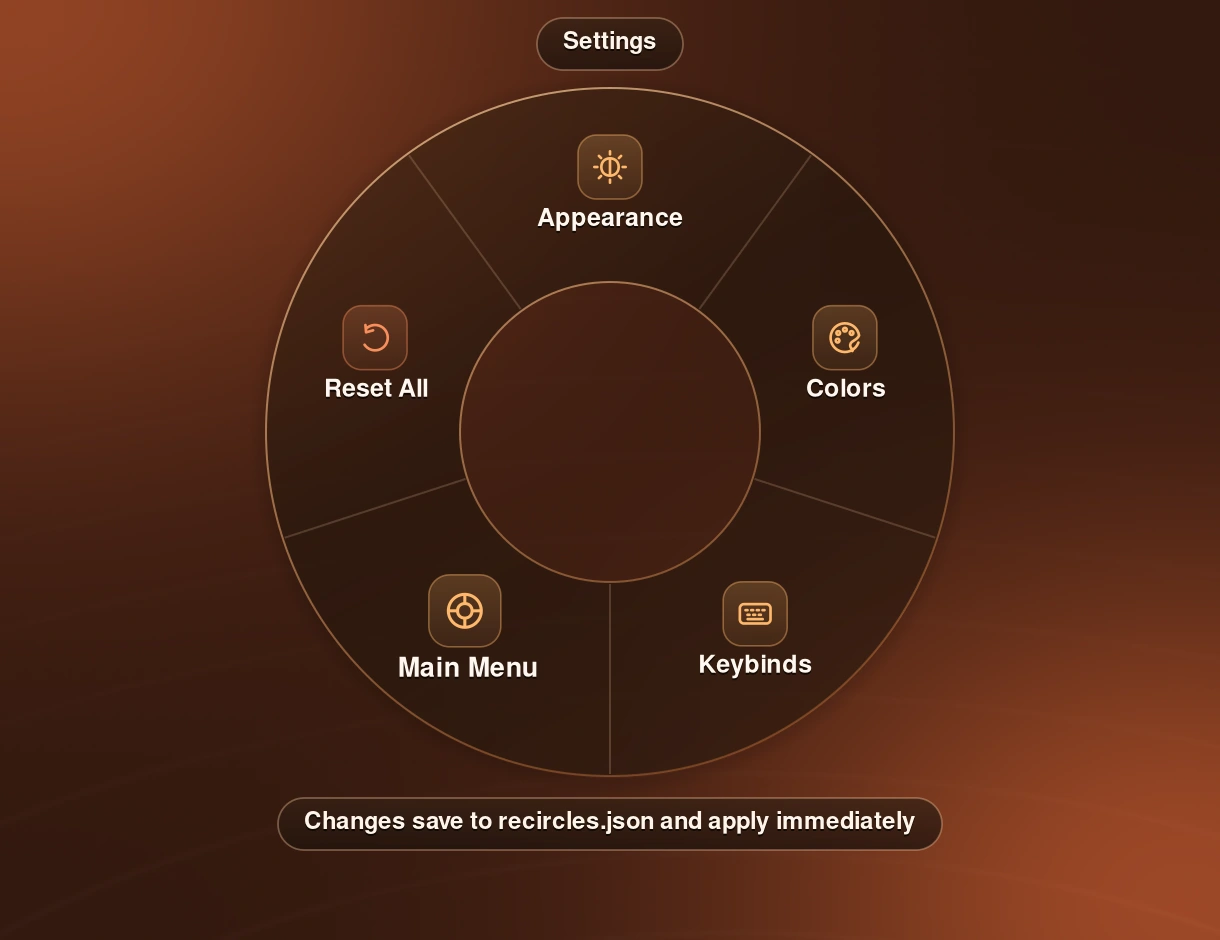 Settings
Appearance
Reset All
Colors
Main Menu
Keybinds
Changes save to recircles.json and apply immediately